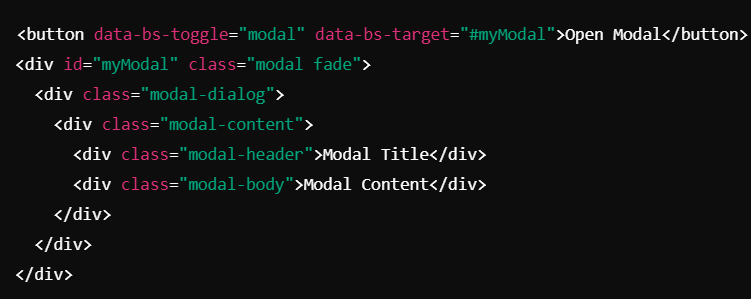 <button data-bs-toggle="modal" data-bs-target="#myModal">Open Modal</button>
<div id="myModal" class="modal fade">
  <div class="modal-dialog">
    <div class="modal-content">
      <div class="modal-header">Modal Title</div>
      <div class="modal-body">Modal Content</div>
    </div>
  </div>
</div>